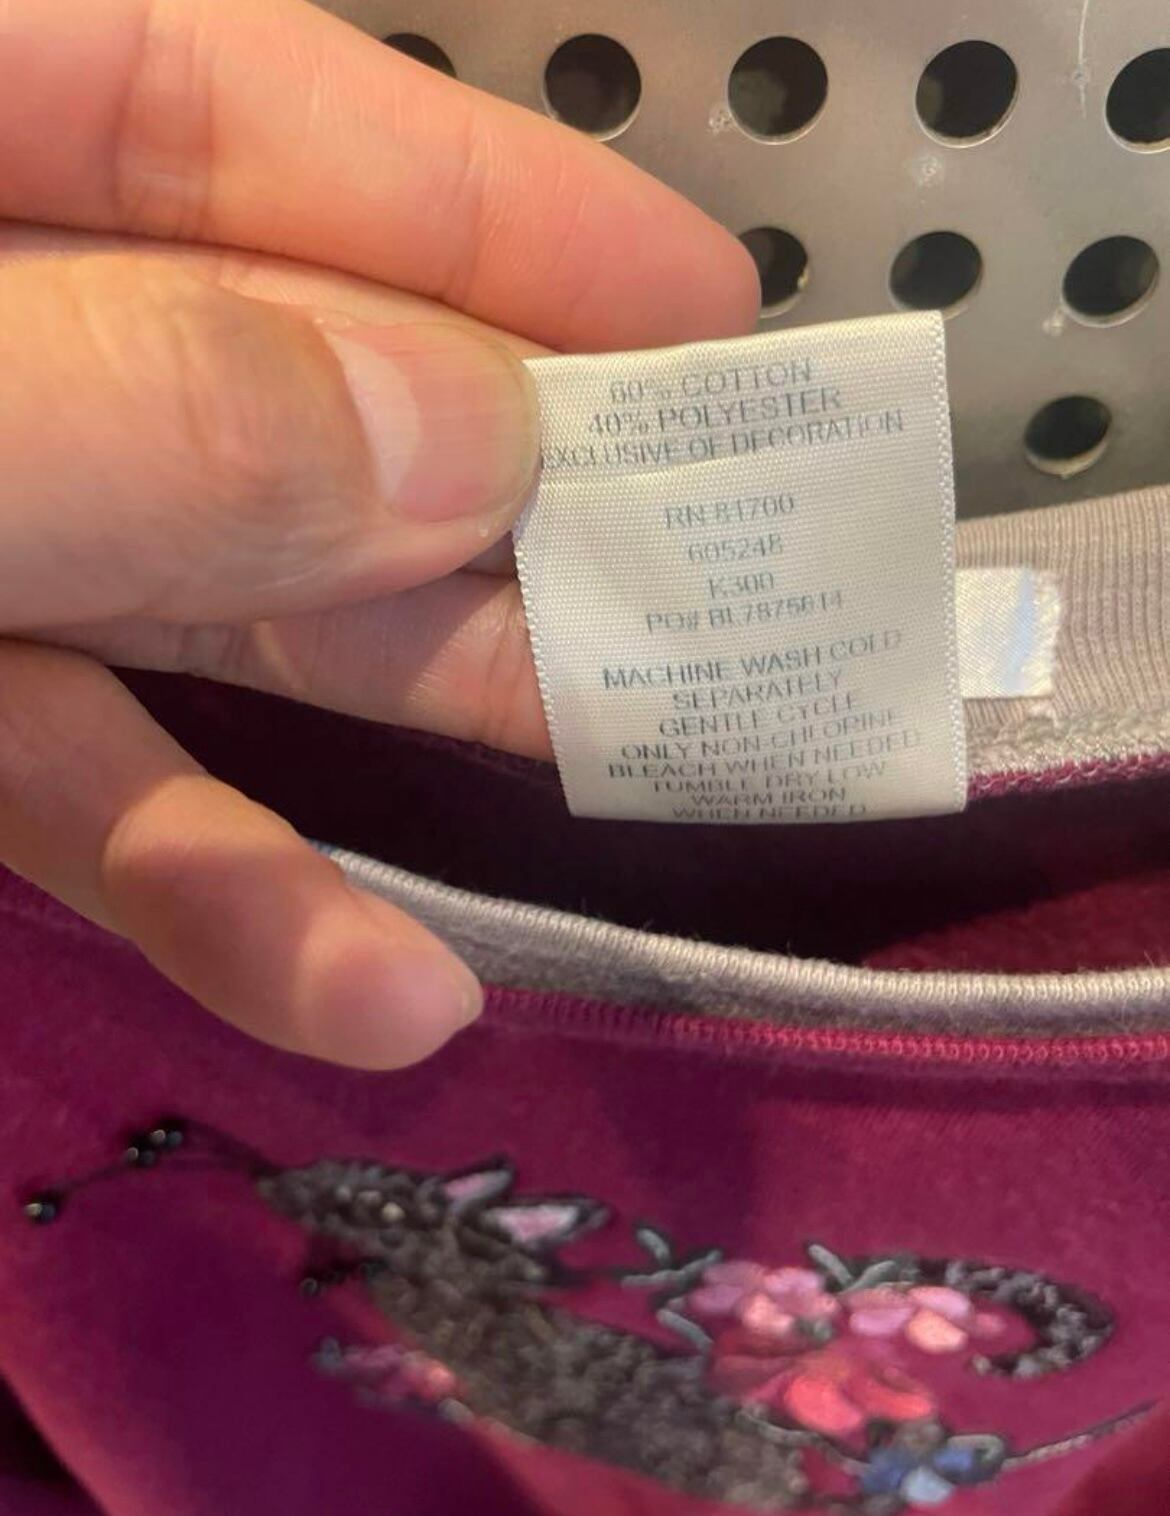 60% COTTON
40% POLYESTER
EXCLUSIVE OF DECORATION
RN 81700
605248
K300
PO# BL7875614
MACHINE WASH COLD
SEPARATELY
GENTLE CYCLE
ONLY NON-CHLORINE
BLEACH WHEN NEEDED
TUMBLE DRY LOW
WARM IRON
WHEN NEEDED